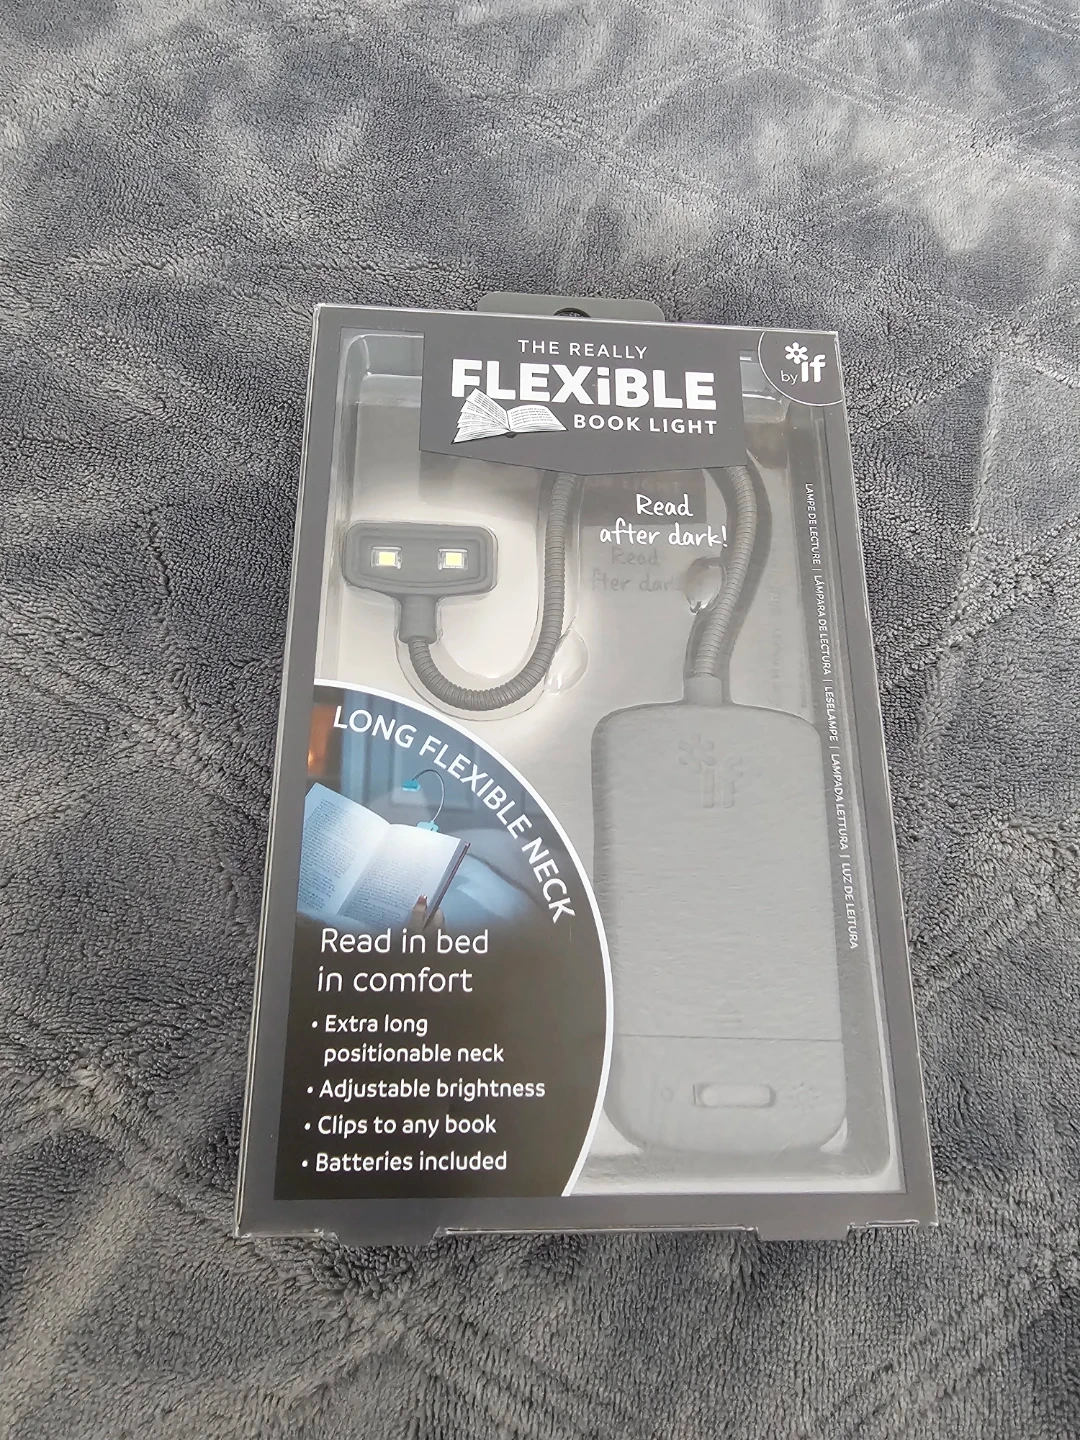 THE REALLY
FLEXiBLE
BOOK LIGHT
by if
Read
after dark!
LAMPE DE LECTURE | LÁMPARA DE LECTURA | LESELAMPE | LAMPADA LETTURA | LUZ DE LEITURA
if
LONG FLEXIBLE NECK
Read in bed
in comfort
• Extra long
positionable neck
• Adjustable brightness
• Clips to any book
• Batteries included